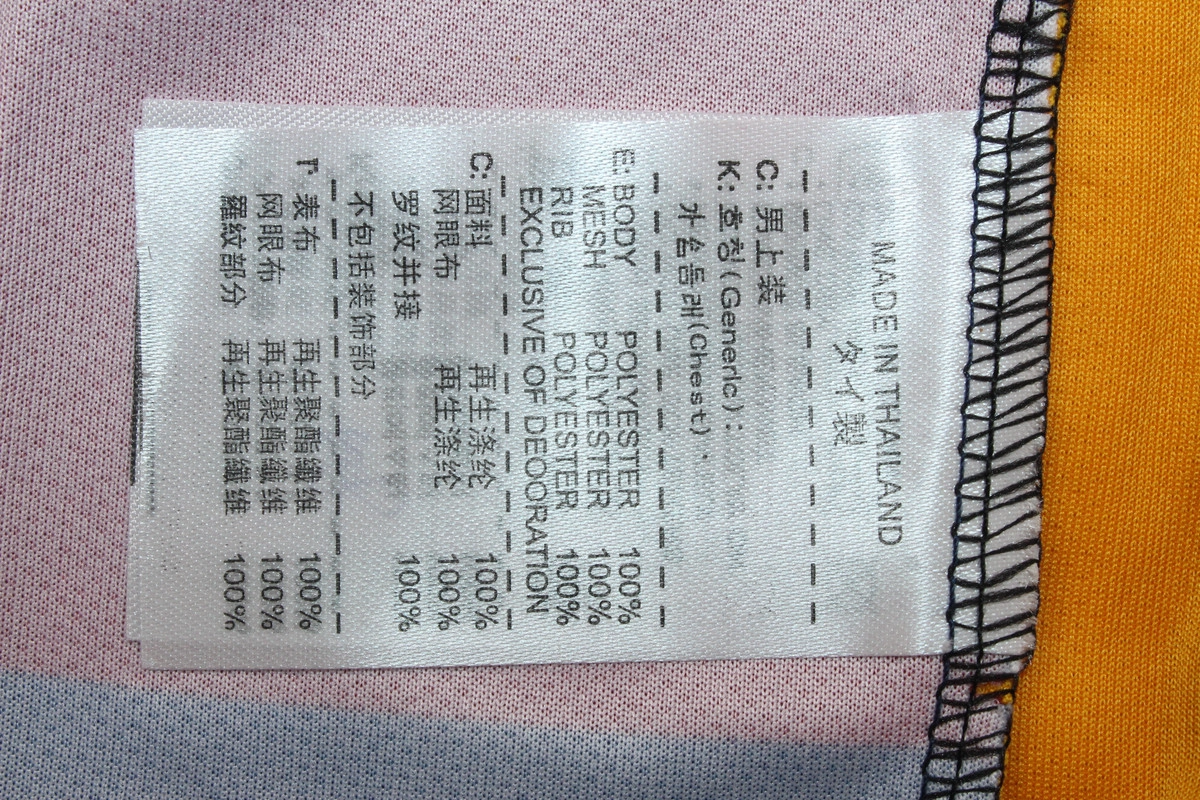 MADE IN THAILAND
タイ製
C: 男上装
K: 호칭(Generic):
가슴둘래(Chest).
E: BODY POLYESTER 100%
MESH POLYESTER 100%
RIB POLYESTER 100%
EXCLUSIVE OF DEOORATION
C: 面料 再生涤纶 100%
网眼布 再生涤纶 100%
罗纹并接 100%
不包括装饰部分
T: 表布 再生聚酯纖维 100%
网眼布 再生聚酯纖维 100%
羅紋部分 再生聚酯纖维 100%